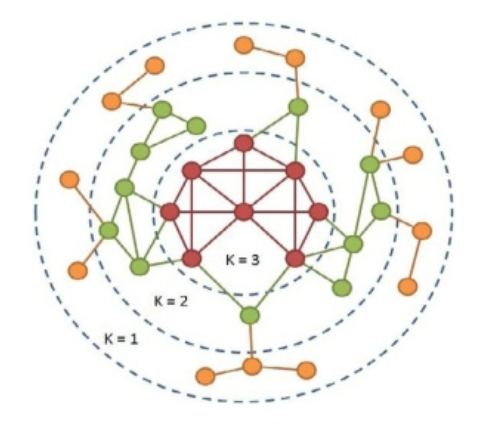 K = 3
K = 2
K = 1